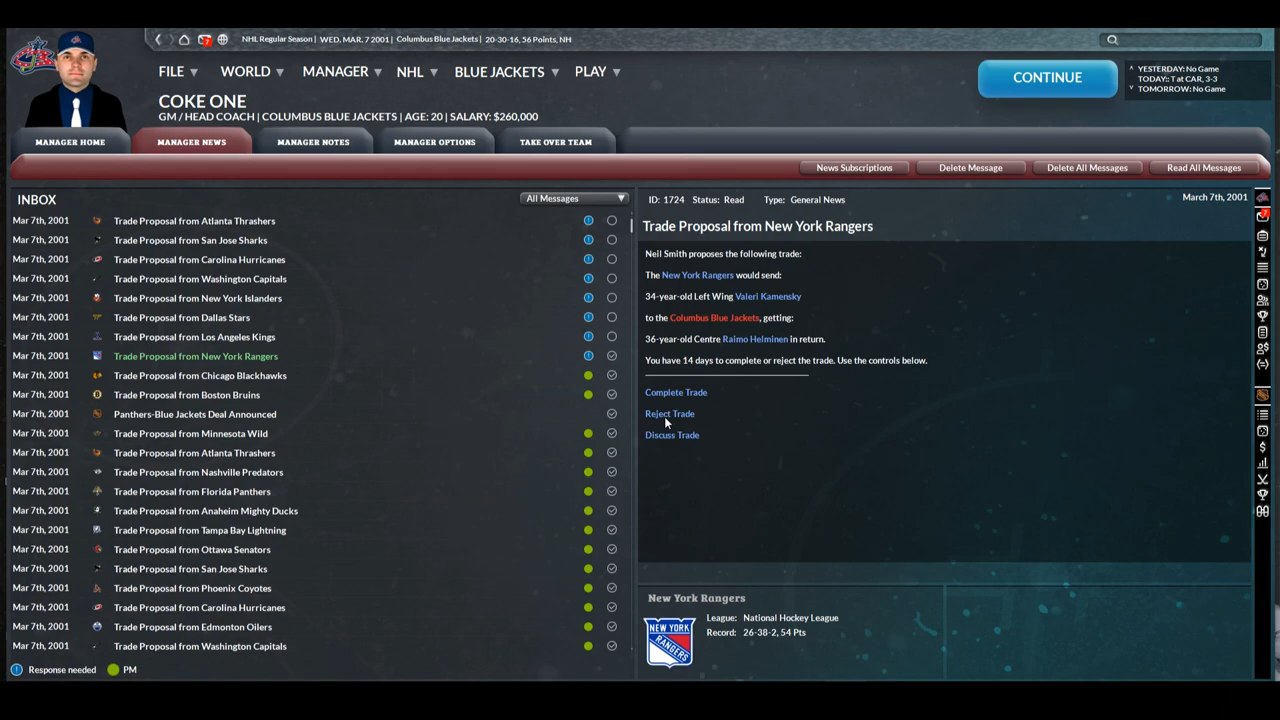 NHL Regular Season | WED. MAR. 7 2001 | Columbus Blue Jackets | 20-30-16, 56 Points, NH
FILE WORLD MANAGER NHL BLUE JACKETS PLAY
CONTINUE
YESTERDAY: No Game
TODAY:: T at CAR, 3-3
TOMORROW: No Game
COKE ONE
GM / HEAD COACH | COLUMBUS BLUE JACKETS | AGE: 20 | SALARY: $260,000
MANAGER HOME MANAGER NEWS MANAGER NOTES MANAGER OPTIONS TAKE OVER TEAM
News Subscriptions Delete Message Delete All Messages Read All Messages
INBOX All Messages
Mar 7th, 2001 Trade Proposal from Atlanta Thrashers
Mar 7th, 2001 Trade Proposal from San Jose Sharks
Mar 7th, 2001 Trade Proposal from Carolina Hurricanes
Mar 7th, 2001 Trade Proposal from Washington Capitals
Mar 7th, 2001 Trade Proposal from New York Islanders
Mar 7th, 2001 Trade Proposal from Dallas Stars
Mar 7th, 2001 Trade Proposal from Los Angeles Kings
Mar 7th, 2001 Trade Proposal from New York Rangers
Mar 7th, 2001 Trade Proposal from Chicago Blackhawks
Mar 7th, 2001 Trade Proposal from Boston Bruins
Mar 7th, 2001 Panthers-Blue Jackets Deal Announced
Mar 7th, 2001 Trade Proposal from Minnesota Wild
Mar 7th, 2001 Trade Proposal from Atlanta Thrashers
Mar 7th, 2001 Trade Proposal from Nashville Predators
Mar 7th, 2001 Trade Proposal from Florida Panthers
Mar 7th, 2001 Trade Proposal from Anaheim Mighty Ducks
Mar 7th, 2001 Trade Proposal from Tampa Bay Lightning
Mar 7th, 2001 Trade Proposal from Ottawa Senators
Mar 7th, 2001 Trade Proposal from San Jose Sharks
Mar 7th, 2001 Trade Proposal from Phoenix Coyotes
Mar 7th, 2001 Trade Proposal from Carolina Hurricanes
Mar 7th, 2001 Trade Proposal from Edmonton Oilers
Mar 7th, 2001 Trade Proposal from Washington Capitals
Response needed PM
ID: 1724 Status: Read Type: General News March 7th, 2001
Trade Proposal from New York Rangers
Neil Smith proposes the following trade:
The New York Rangers would send:
34-year-old Left Wing Valeri Kamensky
to the Columbus Blue Jackets, getting:
36-year-old Centre Raimo Helminen in return.
You have 14 days to complete or reject the trade. Use the controls below.
Complete Trade
Reject Trade
Discuss Trade
New York Rangers
League: National Hockey League
Record: 26-38-2, 54 Pts
NEW YORK
RANGERS